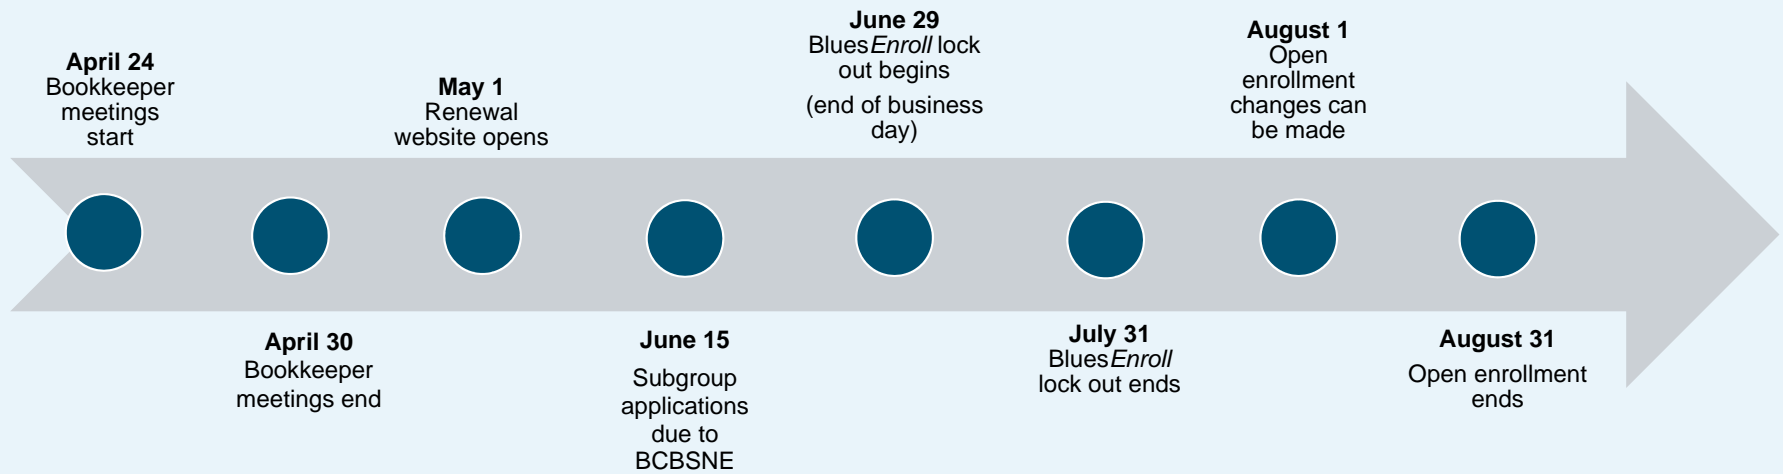 April 24
Bookkeeper
meetings
start
April 30
Bookkeeper
meetings end
May 1
Renewal
website opens
June 15
Subgroup
applications
due to
BCBSNE
June 29
BluesEnroll lock
out begins
(end of business
day)
July 31
BluesEnroll
lock out ends
August 1
Open
enrollment
changes can
be made
August 31
Open enrollment
ends